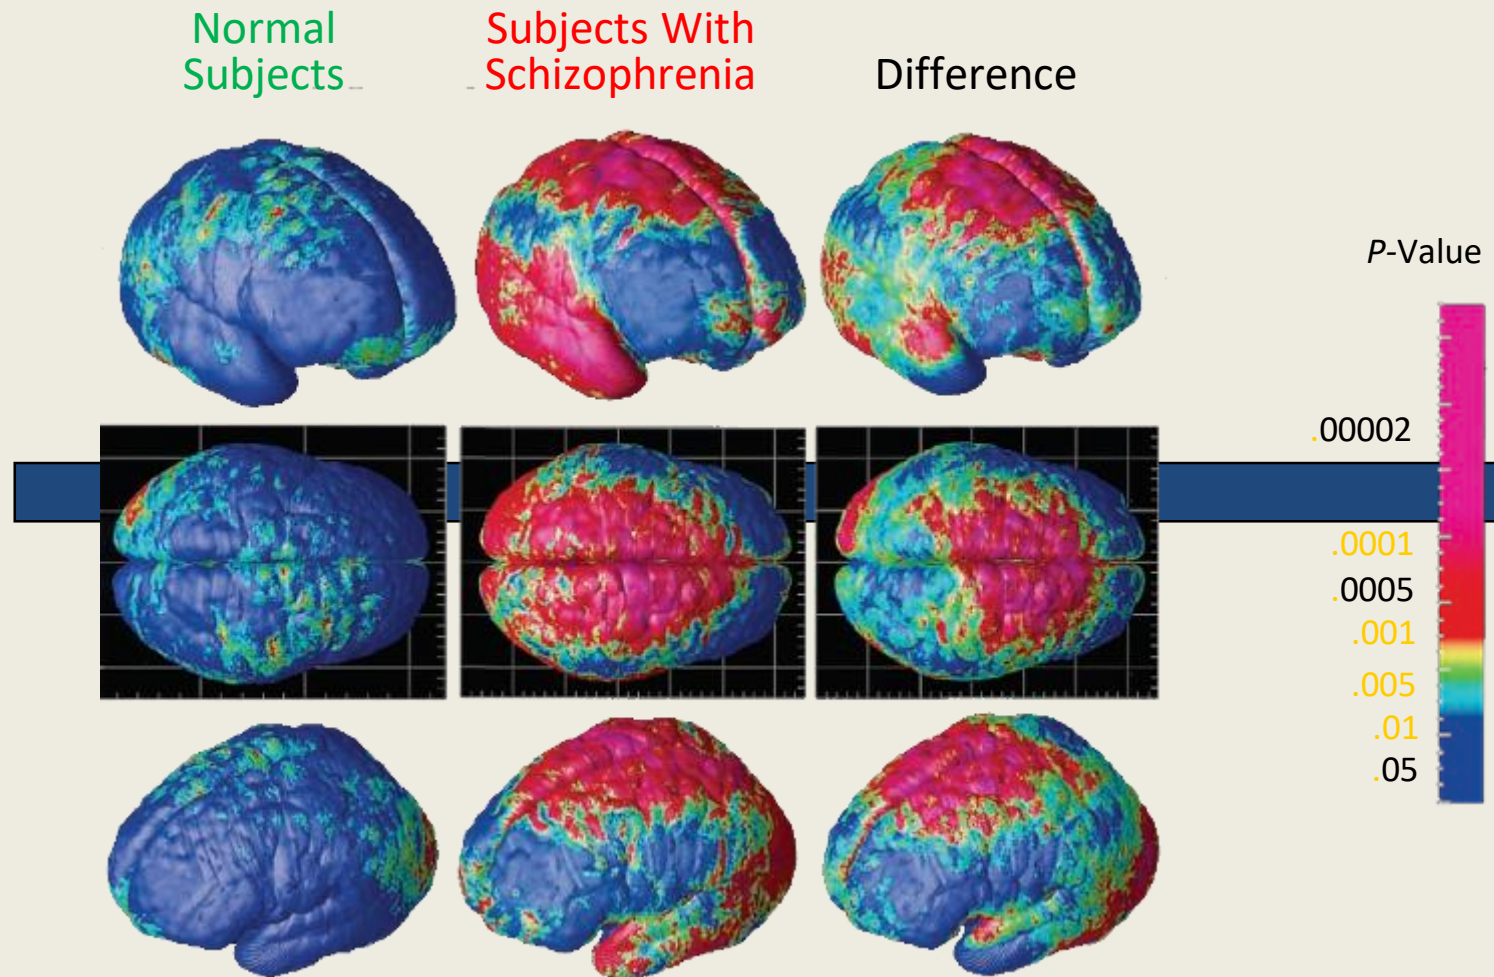 Normal
Subjects
Subjects With
Schizophrenia
Difference
P-Value
.00002
.0001
.0005
.001
.005
.01
.05